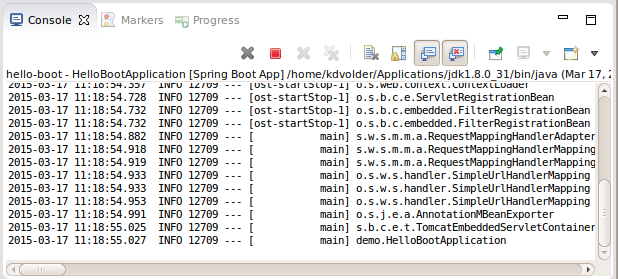 Console Markers Progress
hello-boot - HelloBootApplication [Spring Boot App] /home/kdvolder/Applications/jdk1.8.0_31/bin/java (Mar 17, 2
2015-03-17 11:18:54.357  INFO 12709 --- [ost-startStop-1] o.s.web.context.ContextLoader
2015-03-17 11:18:54.728  INFO 12709 --- [ost-startStop-1] o.s.b.c.e.ServletRegistrationBean
2015-03-17 11:18:54.732  INFO 12709 --- [ost-startStop-1] o.s.b.c.embedded.FilterRegistrationBean
2015-03-17 11:18:54.732  INFO 12709 --- [ost-startStop-1] o.s.b.c.embedded.FilterRegistrationBean
2015-03-17 11:18:54.882  INFO 12709 --- [           main] s.w.s.m.m.a.RequestMappingHandlerAdapter
2015-03-17 11:18:54.918  INFO 12709 --- [           main] s.w.s.m.m.a.RequestMappingHandlerMapping
2015-03-17 11:18:54.919  INFO 12709 --- [           main] s.w.s.m.m.a.RequestMappingHandlerMapping
2015-03-17 11:18:54.933  INFO 12709 --- [           main] o.s.w.s.handler.SimpleUrlHandlerMapping
2015-03-17 11:18:54.933  INFO 12709 --- [           main] o.s.w.s.handler.SimpleUrlHandlerMapping
2015-03-17 11:18:54.953  INFO 12709 --- [           main] o.s.w.s.handler.SimpleUrlHandlerMapping
2015-03-17 11:18:54.991  INFO 12709 --- [           main] o.s.j.e.a.AnnotationMBeanExporter
2015-03-17 11:18:55.025  INFO 12709 --- [           main] s.b.c.e.t.TomcatEmbeddedServletContainer
2015-03-17 11:18:55.027  INFO 12709 --- [           main] demo.HelloBootApplication